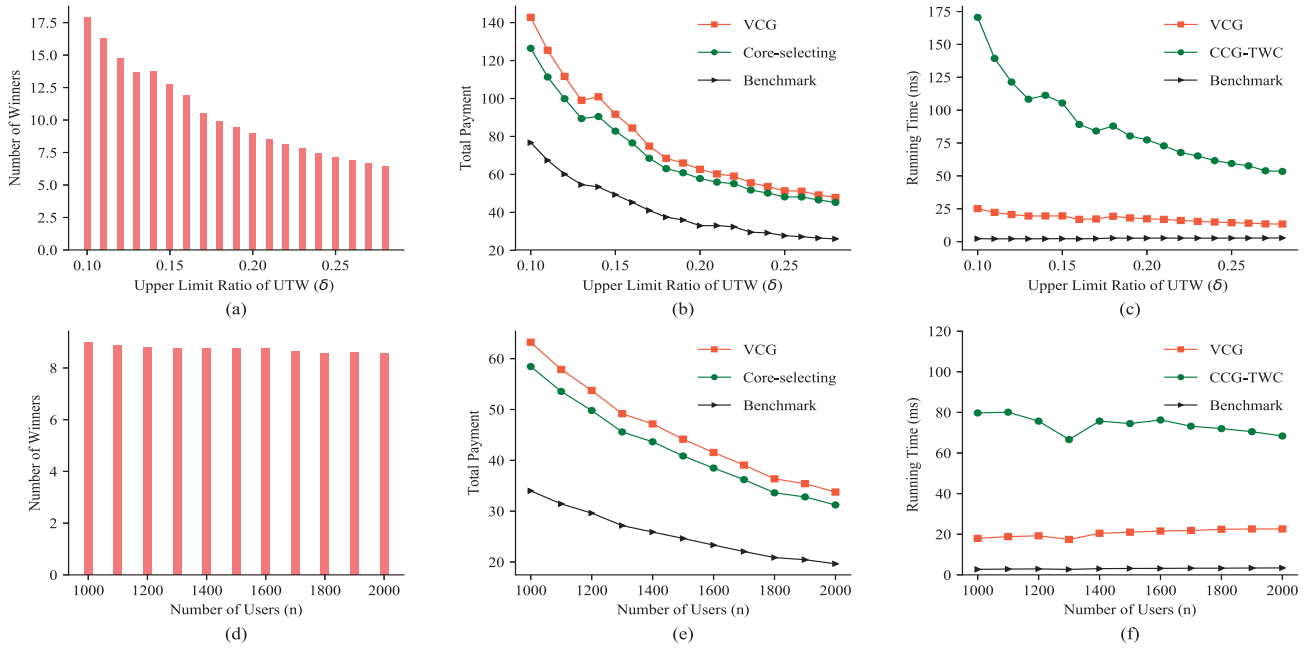 17.5
15.0
12.5
10.0
7.5
5.0
2.5
0.0
Number of Winners
0.10 0.15 0.20 0.25
Upper Limit Ratio of UTW (δ)
(a)
160
140
120
100
80
60
40
20
Total Payment
VCG
Core-selecting
Benchmark
0.10 0.15 0.20 0.25
Upper Limit Ratio of UTW (δ)
(b)
175
150
125
100
75
50
25
0
Running Time (ms)
VCG
CCG-TWC
Benchmark
0.10 0.15 0.20 0.25
Upper Limit Ratio of UTW (δ)
(c)
8
6
4
2
0
Number of Winners
1000 1200 1400 1600 1800 2000
Number of Users (n)
(d)
60
50
40
30
20
Total Payment
VCG
Core-selecting
Benchmark
1000 1200 1400 1600 1800 2000
Number of Users (n)
(e)
120
100
80
60
40
20
0
Running Time (ms)
VCG
CCG-TWC
Benchmark
1000 1200 1400 1600 1800 2000
Number of Users (n)
(f)